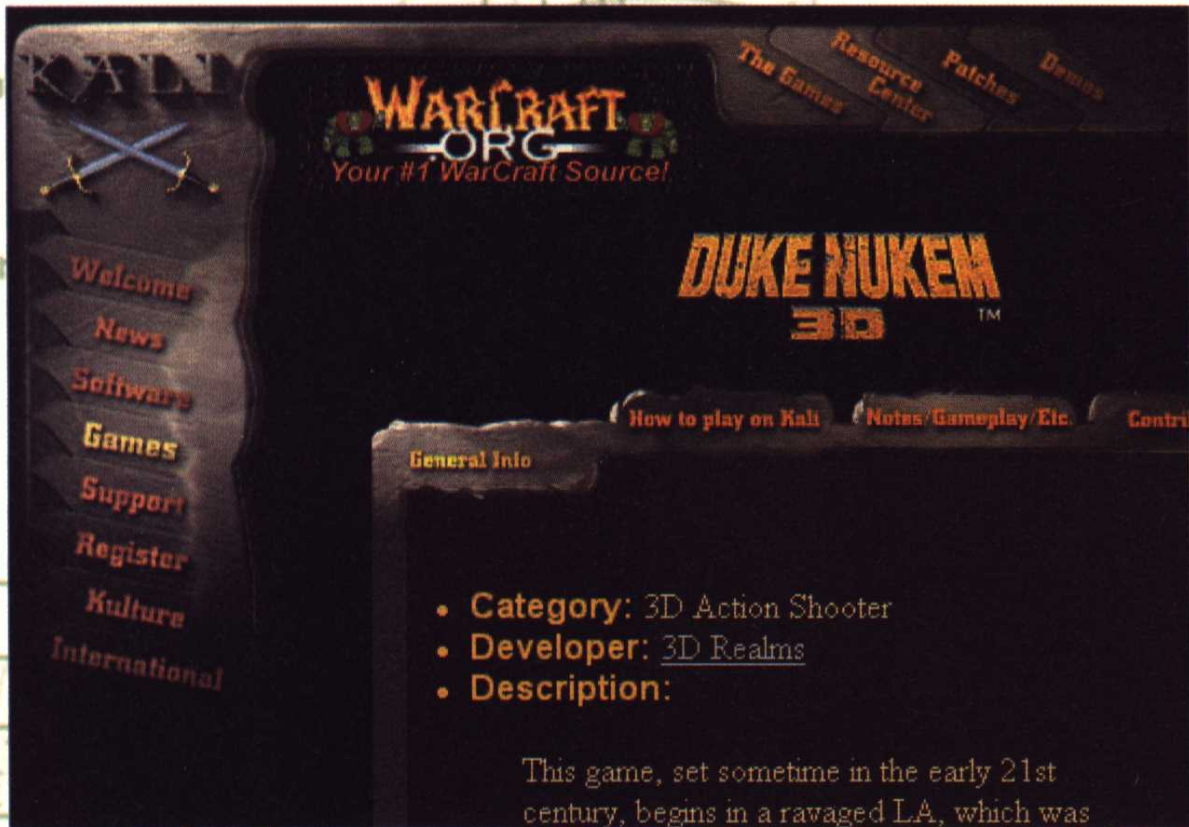 KALI
WARCRAFT
.ORG
Your #1 WarCraft Source!
The Games
Resource
Center
Patches
Demos
DUKE NUKEM
3D
TM
Welcome
News
Software
Games
Support
Register
Kulture
International
General Info
How to play on Kali
Notes/Gameplay/Etc.
Contri
• Category: 3D Action Shooter
• Developer: 3D Realms
• Description:
This game, set sometime in the early 21st
century, begins in a ravaged LA, which was